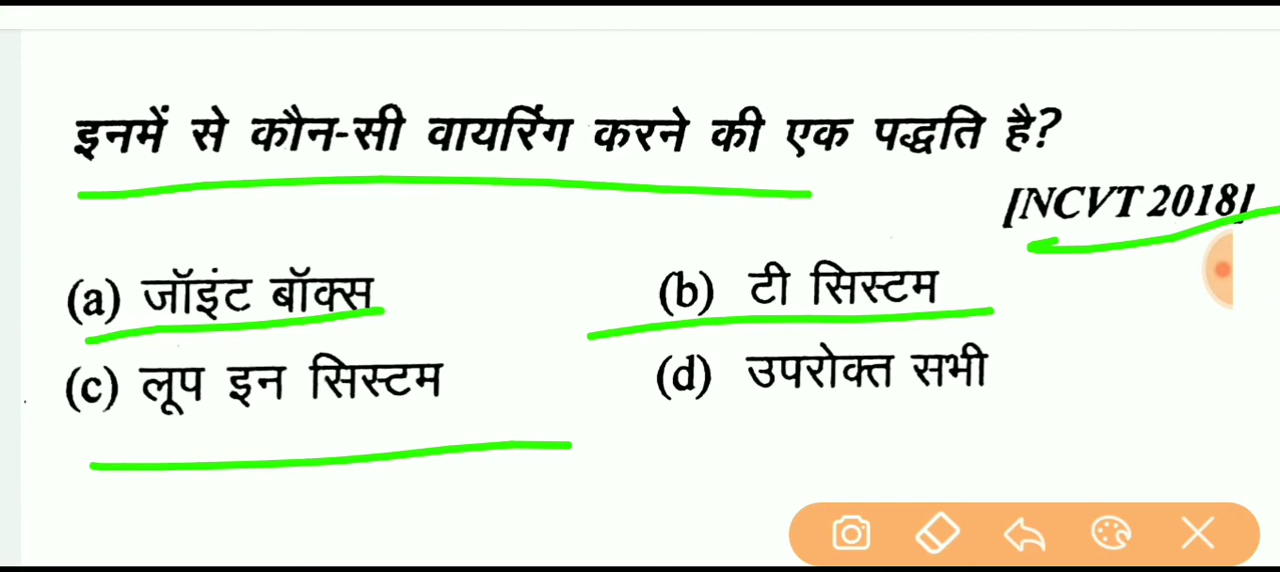 इनमें से कौन-सी वायरिंग करने की एक पद्धति है?
[NCVT 2018]
(a) जॉइंट बॉक्स (b) टी सिस्टम
(c) लूप इन सिस्टम (d) उपरोक्त सभी